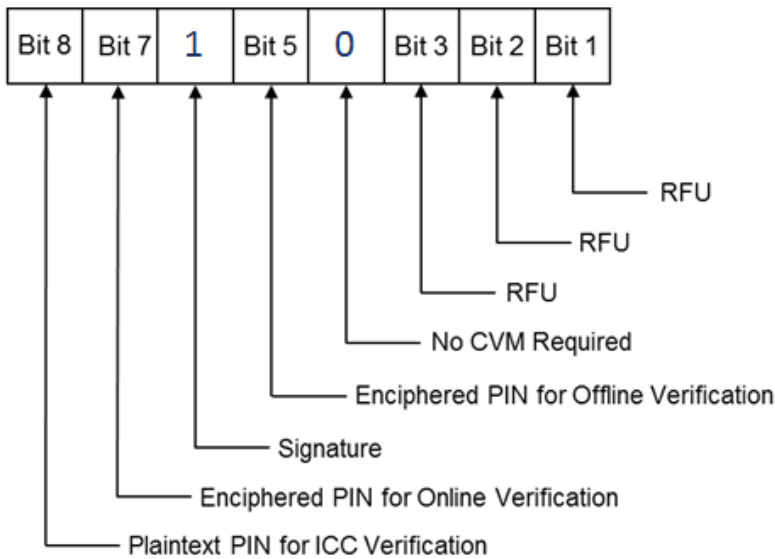 Bit 8 Bit 7 1 Bit 5 0 Bit 3 Bit 2 Bit 1
RFU
RFU
RFU
No CVM Required
Enciphered PIN for Offline Verification
Signature
Enciphered PIN for Online Verification
Plaintext PIN for ICC Verification